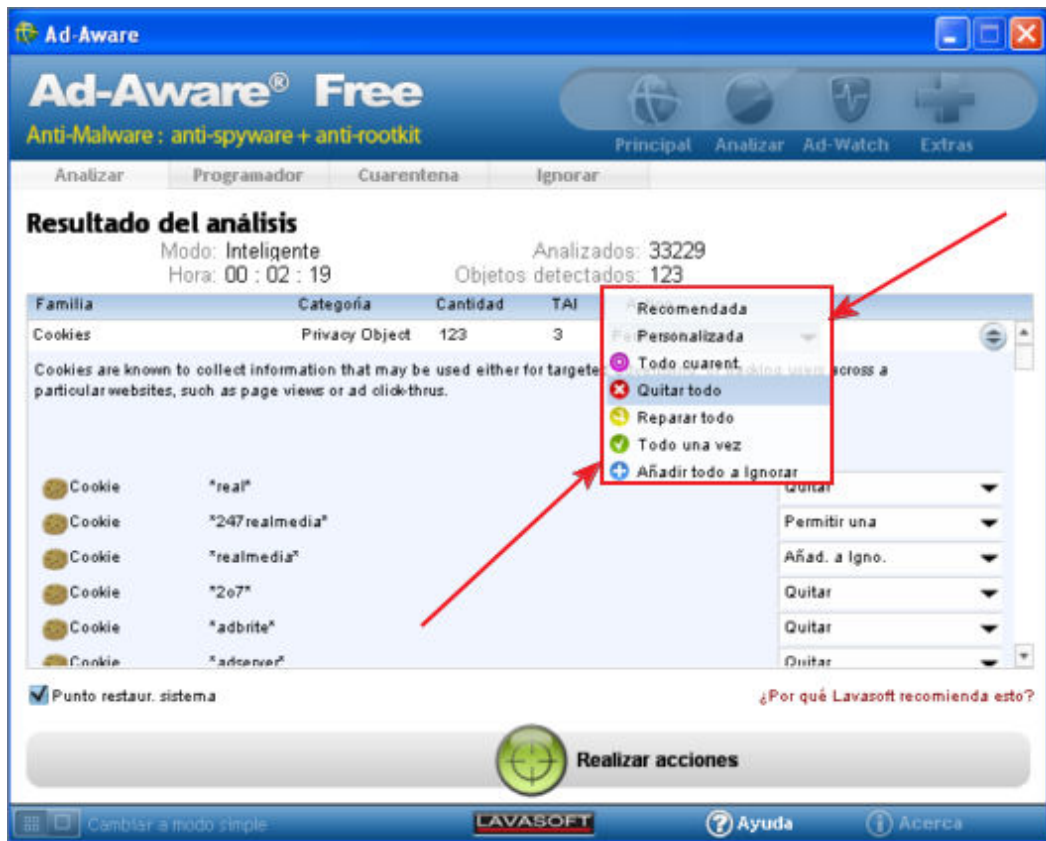 Ad-Aware
Ad-Aware® Free
Anti-Malware : anti-spyware + anti-rootkit
Principal Analizar Ad-Watch Extras
Analizar Programador Cuarentena Ignorar
Resultado del análisis
Modo: Inteligente Analizados: 33229
Hora: 00 : 02 : 19 Objetos detectados: 123
Familia Categoría Cantidad TAI
Cookies Privacy Object 123 3
Recomendada
Personalizada
Todo cuarent.
Quitar todo
Reparar todo
Todo una vez
Añadir todo a Ignorar
Cookies are known to collect information that may be used either for targeted users across a
particular websites, such as page views or ad click-thrus.
Cookie *real* Quitar
Cookie *247realmedia* Permitir una
Cookie *realmedia* Añad. a Igno.
Cookie *2o7* Quitar
Cookie *adbrite* Quitar
Cookie *adserver* Quitar
Punto restaur. sistema ¿Por qué Lavasoft recomienda esto?
Realizar acciones
Cambiar a modo simple LAVASOFT Ayuda Acerca